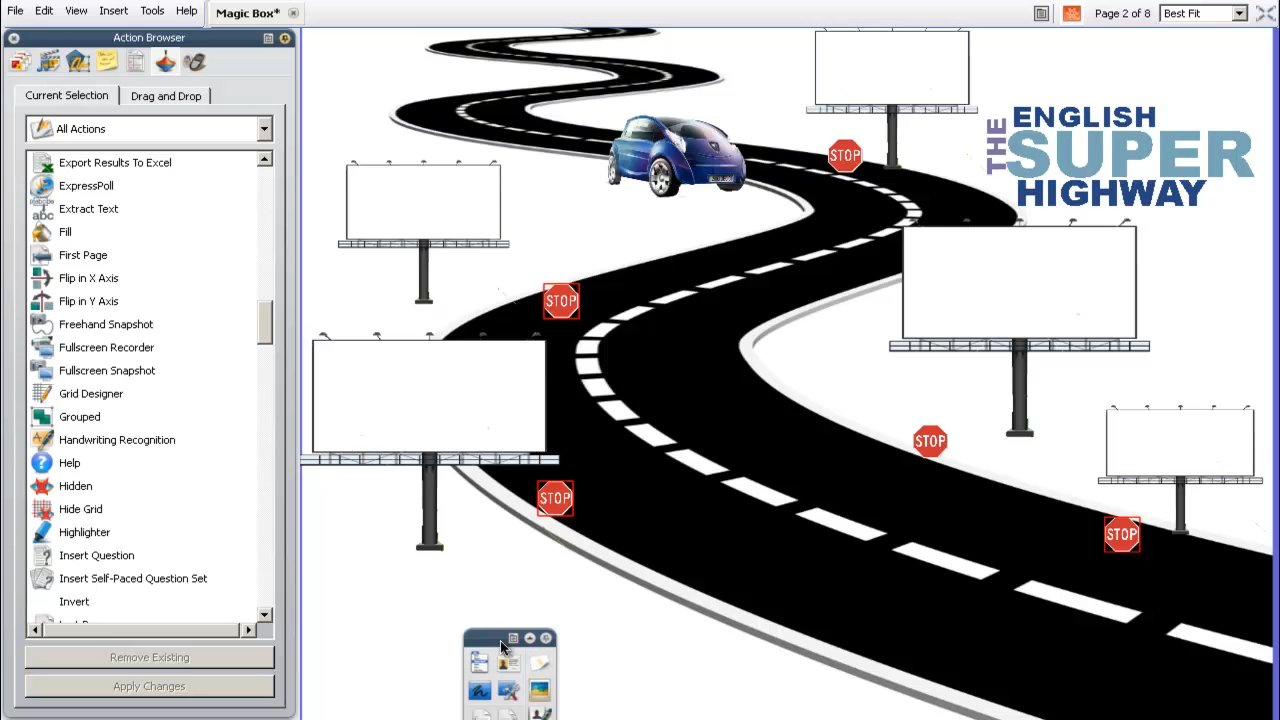 File Edit View Insert Tools Help
Magic Box*
Page 2 of 8
Best Fit
Action Browser
Current Selection
Drag and Drop
All Actions
Export Results To Excel
ExpressPoll
Extract Text
Fill
First Page
Flip in X Axis
Flip in Y Axis
Freehand Snapshot
Fullscreen Recorder
Fullscreen Snapshot
Grid Designer
Grouped
Handwriting Recognition
Help
Hidden
Hide Grid
Highlighter
Insert Question
Insert Self-Paced Question Set
Invert
Remove Existing
Apply Changes
THE
ENGLISH
SUPER
HIGHWAY
STOP
STOP
STOP
STOP
STOP